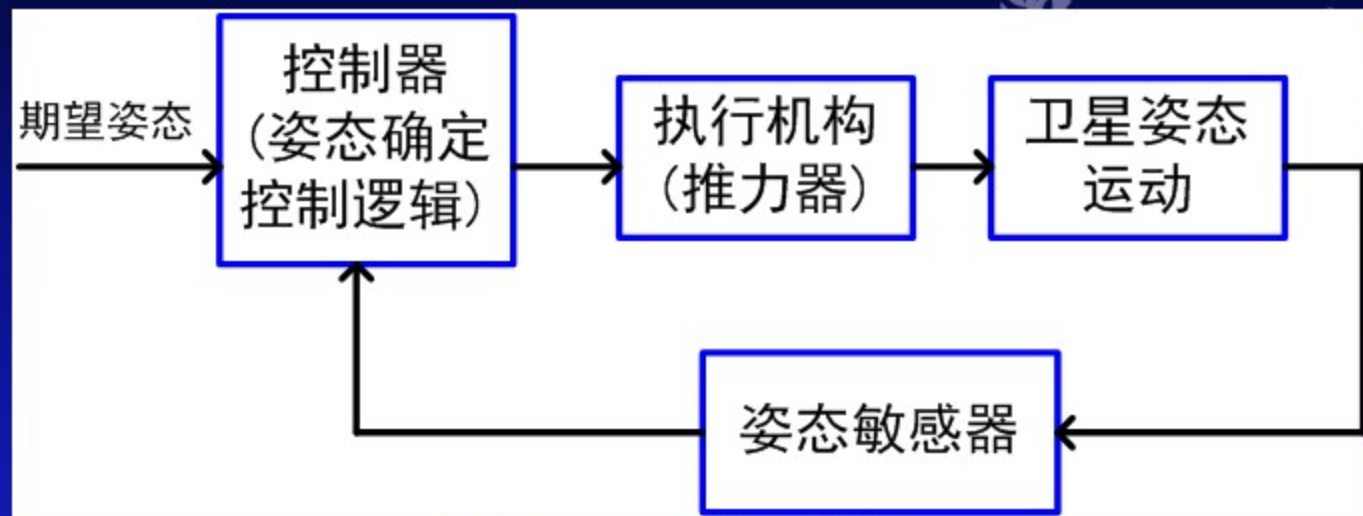 期望姿态
控制器
(姿态确定
控制逻辑)
执行机构
(推力器)
卫星姿态
运动
姿态敏感器